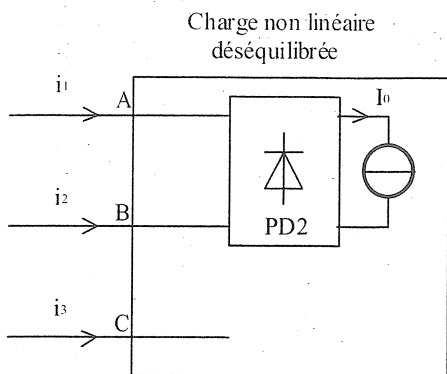 Charge non linéaire
déséquilibrée
i1
A
I0
i2
B
PD2
i3
C